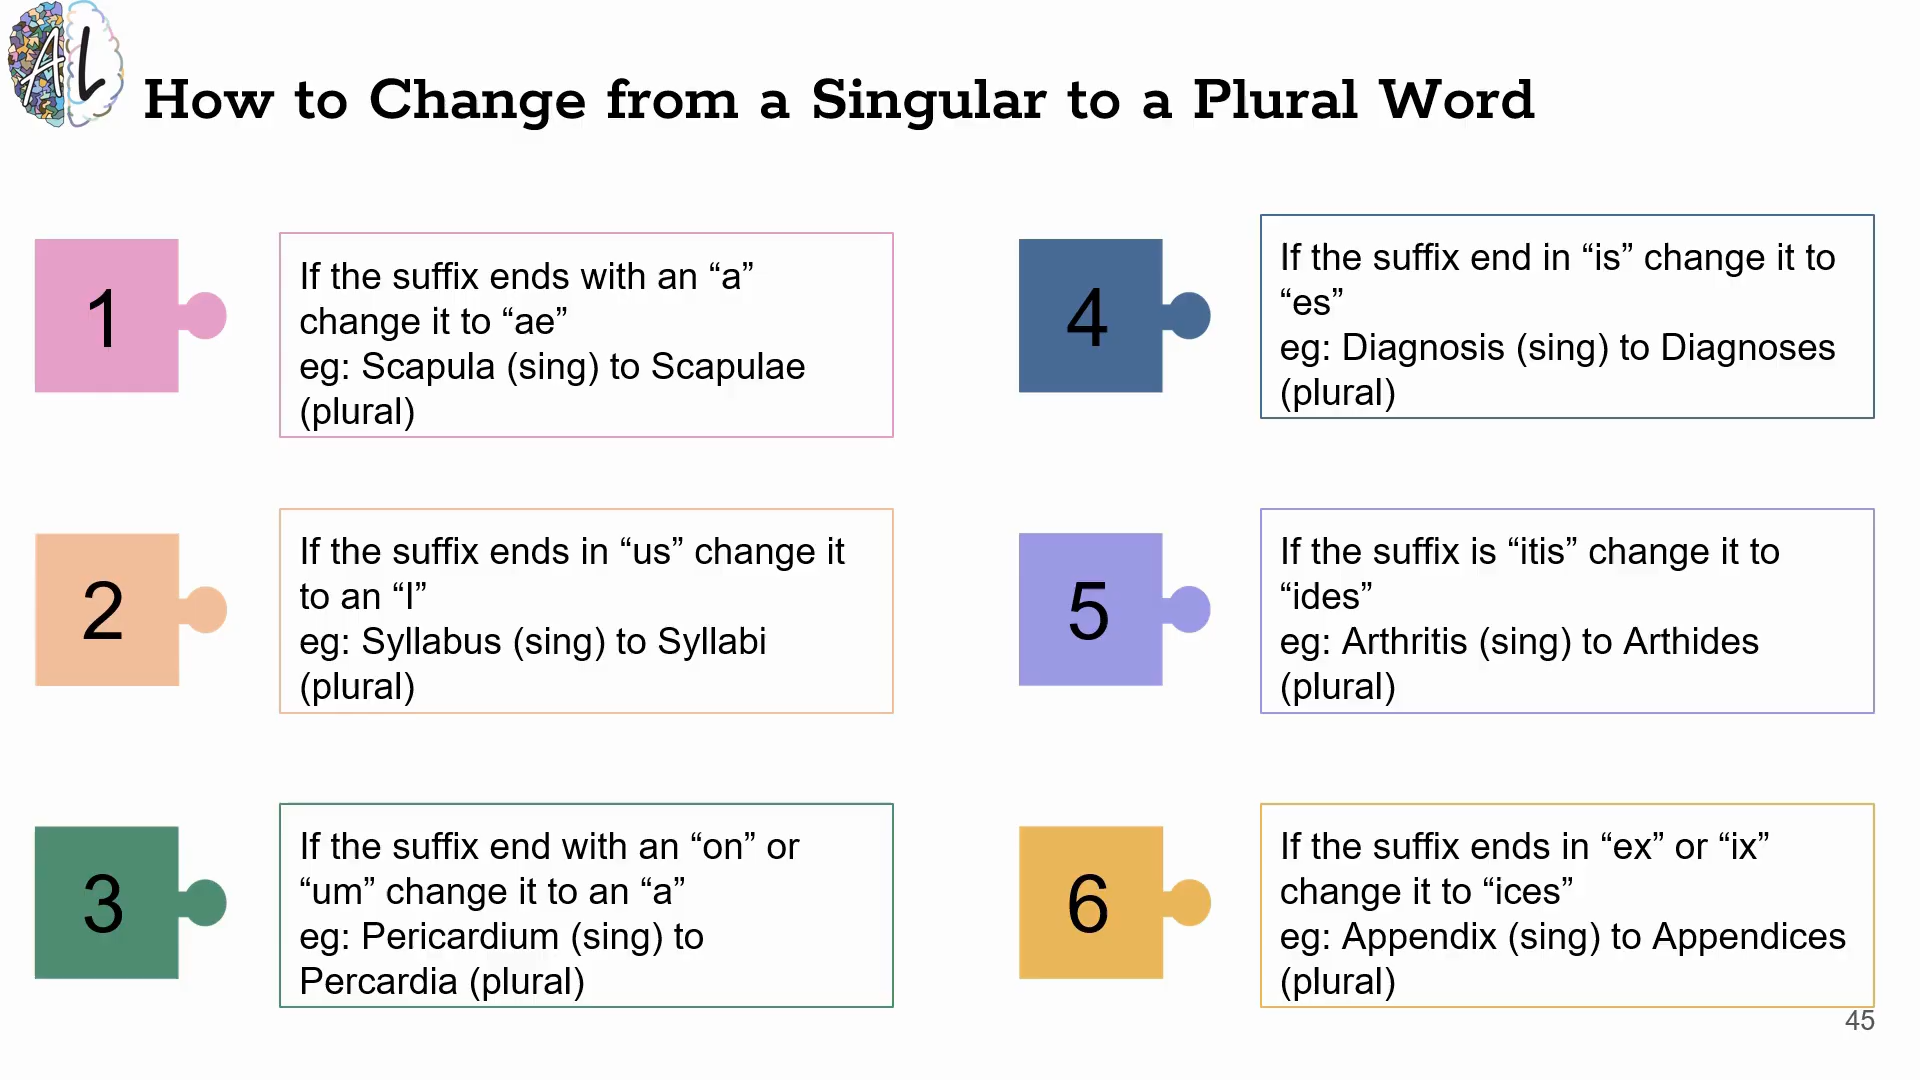 AL
How to Change from a Singular to a Plural Word
1
If the suffix ends with an “a”
change it to “ae”
eg: Scapula (sing) to Scapulae
(plural)
2
If the suffix ends in “us” change it
to an “I”
eg: Syllabus (sing) to Syllabi
(plural)
3
If the suffix end with an “on” or
“um” change it to an “a”
eg: Pericardium (sing) to
Percardia (plural)
4
If the suffix end in “is” change it to
“es”
eg: Diagnosis (sing) to Diagnoses
(plural)
5
If the suffix is “itis” change it to
“ides”
eg: Arthritis (sing) to Arthides
(plural)
6
If the suffix ends in “ex” or “ix”
change it to “ices”
eg: Appendix (sing) to Appendices
(plural)
45